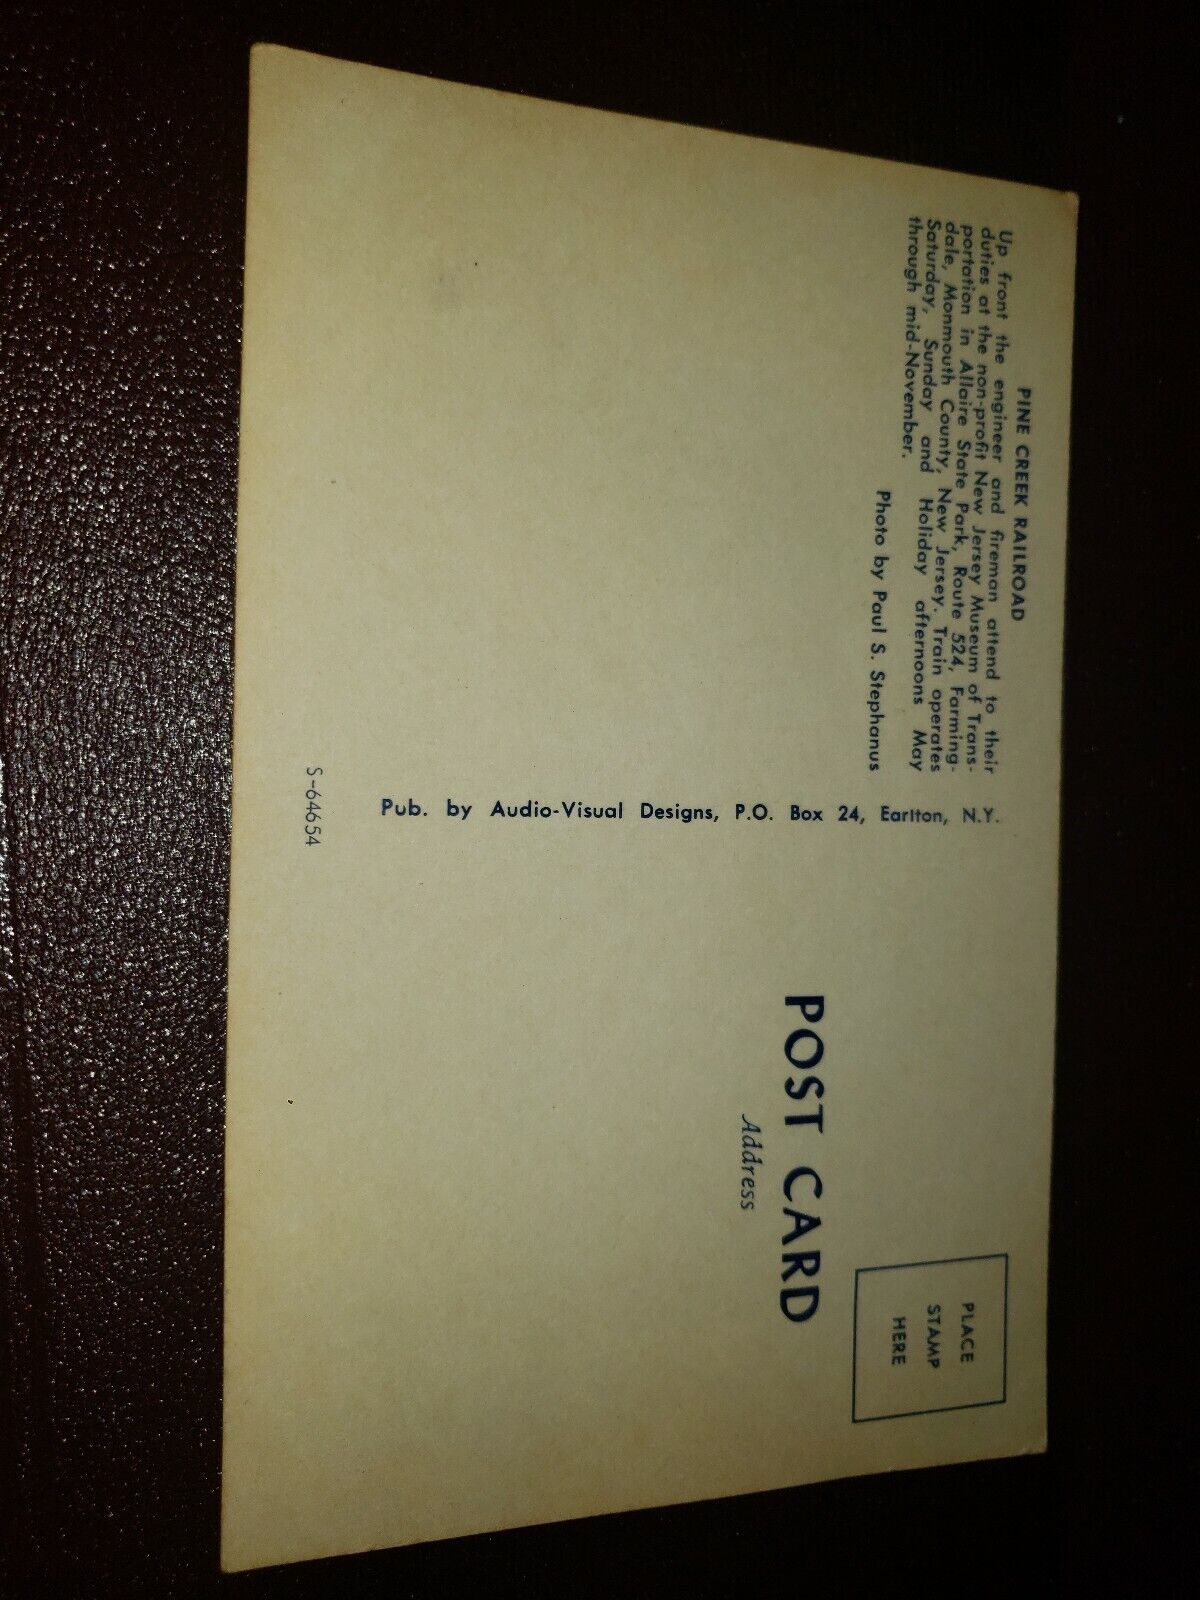 PINE CREEK RAILROAD
Up front the engineer and fireman attend to their
duties at the non-profit New Jersey Museum of Trans-
portation in Allaire State Park, Route 524, Farming-
dale, Monmouth County, New Jersey. Train operates
Saturday, Sunday and Holiday afternoons May
through mid-November.
Photo by Paul S. Stephanus
Pub. by Audio-Visual Designs, P.O. Box 24, Earlton, N.Y.
S-64654
POST CARD
Address
PLACE
STAMP
HERE